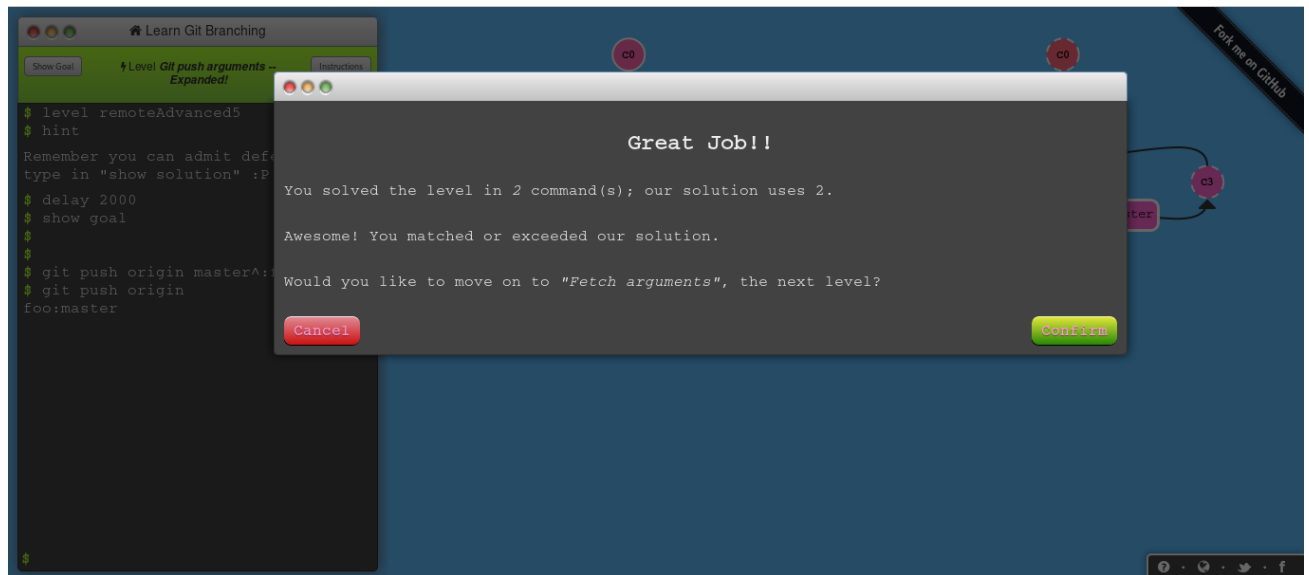 Learn Git Branching
Show Goal
Level Git push arguments --
Expanded!
Instructions
$ level remoteAdvanced5
$ hint
Remember you can admit
type in "show solution" :P
$ delay 2000
$ show goal
$
$
$ git push origin master^:
$ git push origin
foo:master
$
c0
c0
Fork me on GitHub
c3
Great Job!!
You solved the level in 2 command(s); our solution uses 2.
Awesome! You matched or exceeded our solution.
Would you like to move on to "Fetch arguments", the next level?
Cancel
Confirm